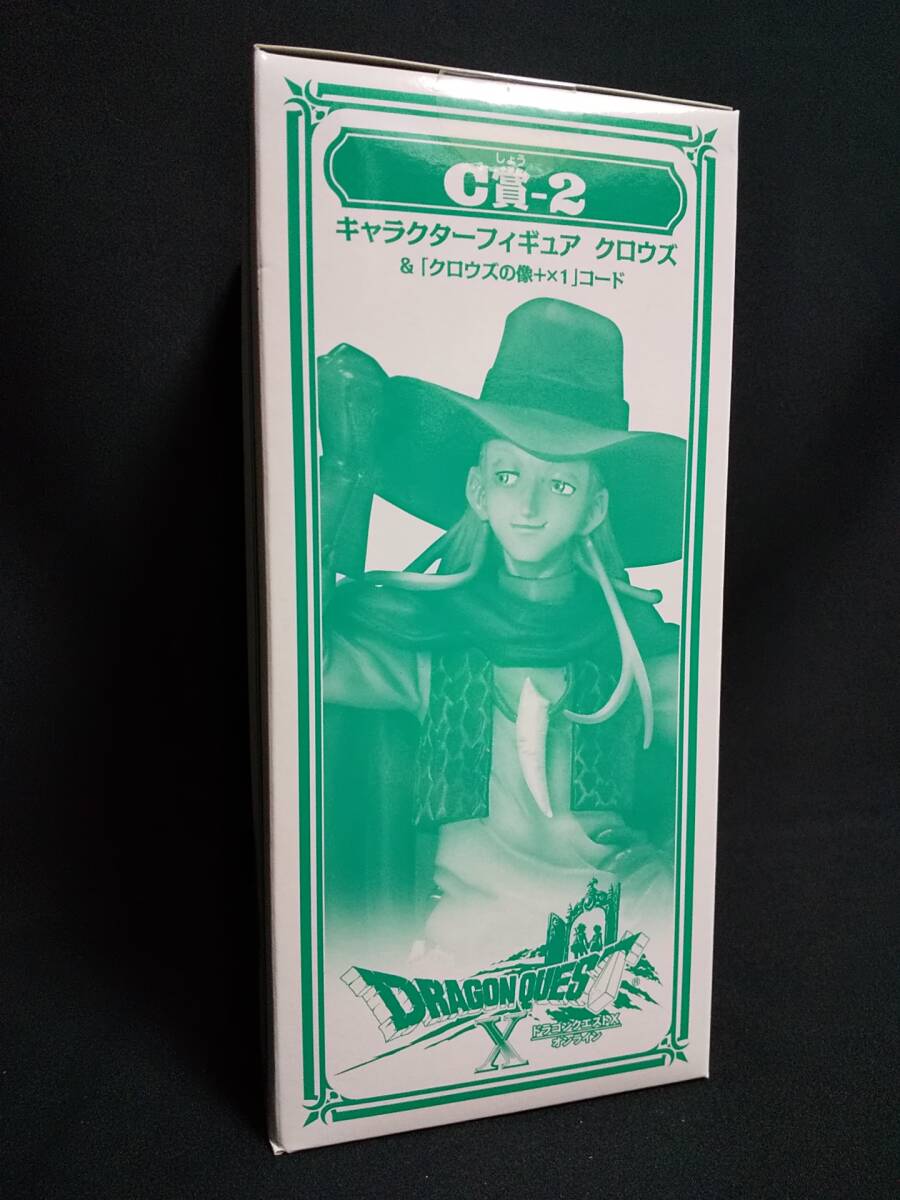 しょう
C賞-2
キャラクターフィギュア クロウズ
&「クロウズの像+×1」コード
DRAGON QUEST
®
X
ドラゴンクエストX
オンライン